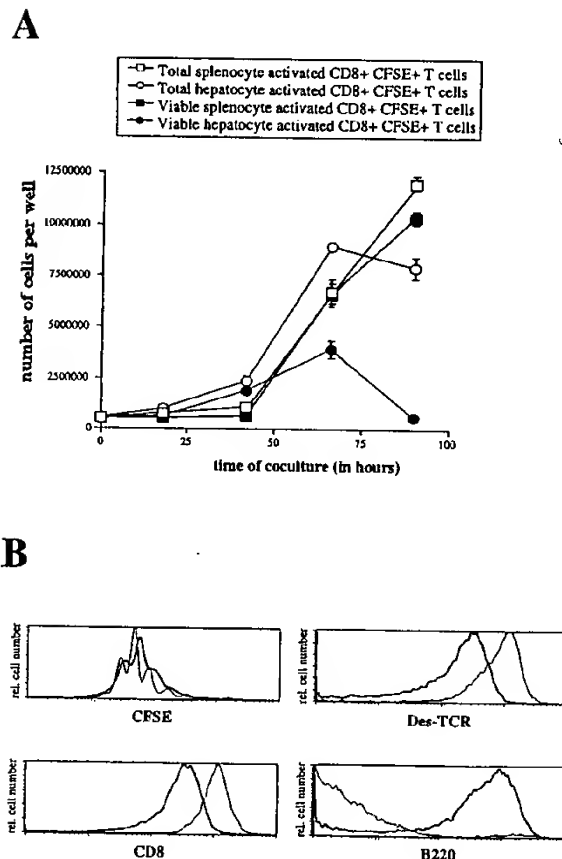 A
Total splenocyte activated CD8+ CFSE+ T cells
Total hepatocyte activated CD8+ CFSE+ T cells
Viable splenocyte activated CD8+ CFSE+ T cells
Viable hepatocyte activated CD8+ CFSE+ T cells
12500000
10000000
7500000
5000000
2500000
0
number of cells per well
0 25 50 75 100
time of coculture (in hours)
B
rel. cell number
CFSE
rel. cell number
Des-TCR
rel. cell number
CD8
rel. cell number
B220